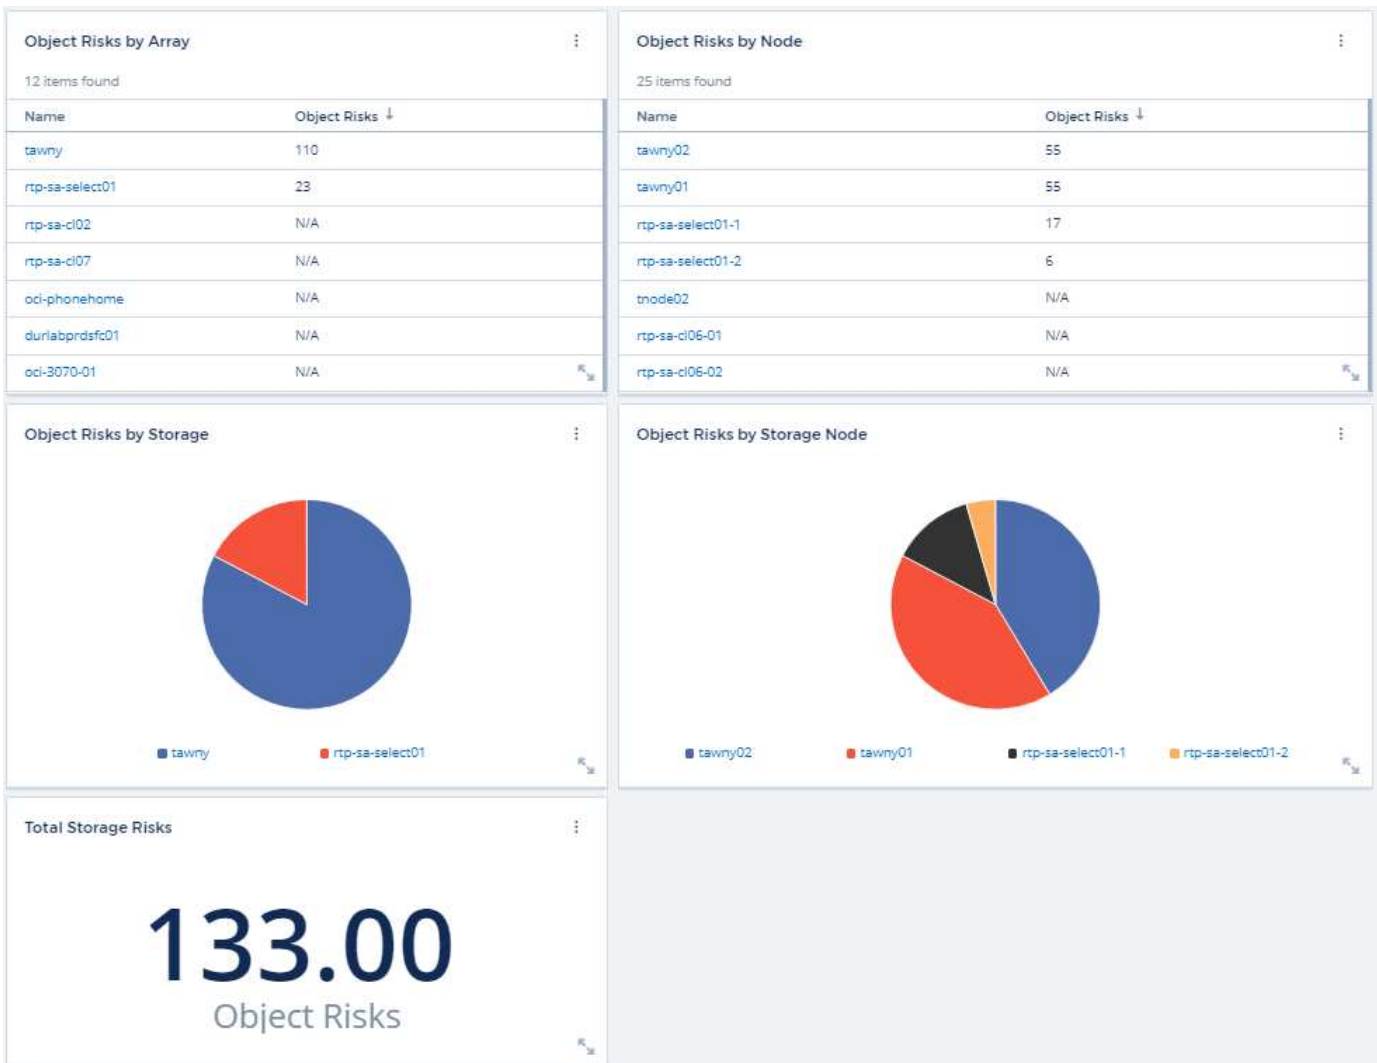 Object Risks by Array
12 items found
Name Object Risks ↓
tawny 110
rtp-sa-select01 23
rtp-sa-cl02 N/A
rtp-sa-cl07 N/A
oci-phonehome N/A
durlabprdsfc01 N/A
oci-3070-01 N/A
Object Risks by Node
25 items found
Name Object Risks ↓
tawny02 55
tawny01 55
rtp-sa-select01-1 17
rtp-sa-select01-2 6
tnode02 N/A
rtp-sa-cl06-01 N/A
rtp-sa-cl06-02 N/A
Object Risks by Storage
tawny rtp-sa-select01
Object Risks by Storage Node
tawny02 tawny01 rtp-sa-select01-1 rtp-sa-select01-2
Total Storage Risks
133.00
Object Risks